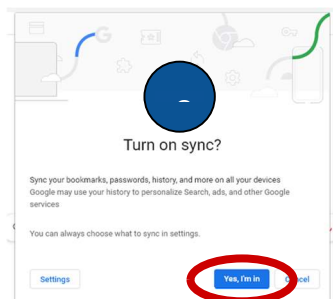 Turn on sync?
Sync your bookmarks, passwords, history, and more on all your devices
Google may use your history to personalize Search, ads, and other Google
services
You can always choose what to sync in settings.
Settings
Yes, I'm in